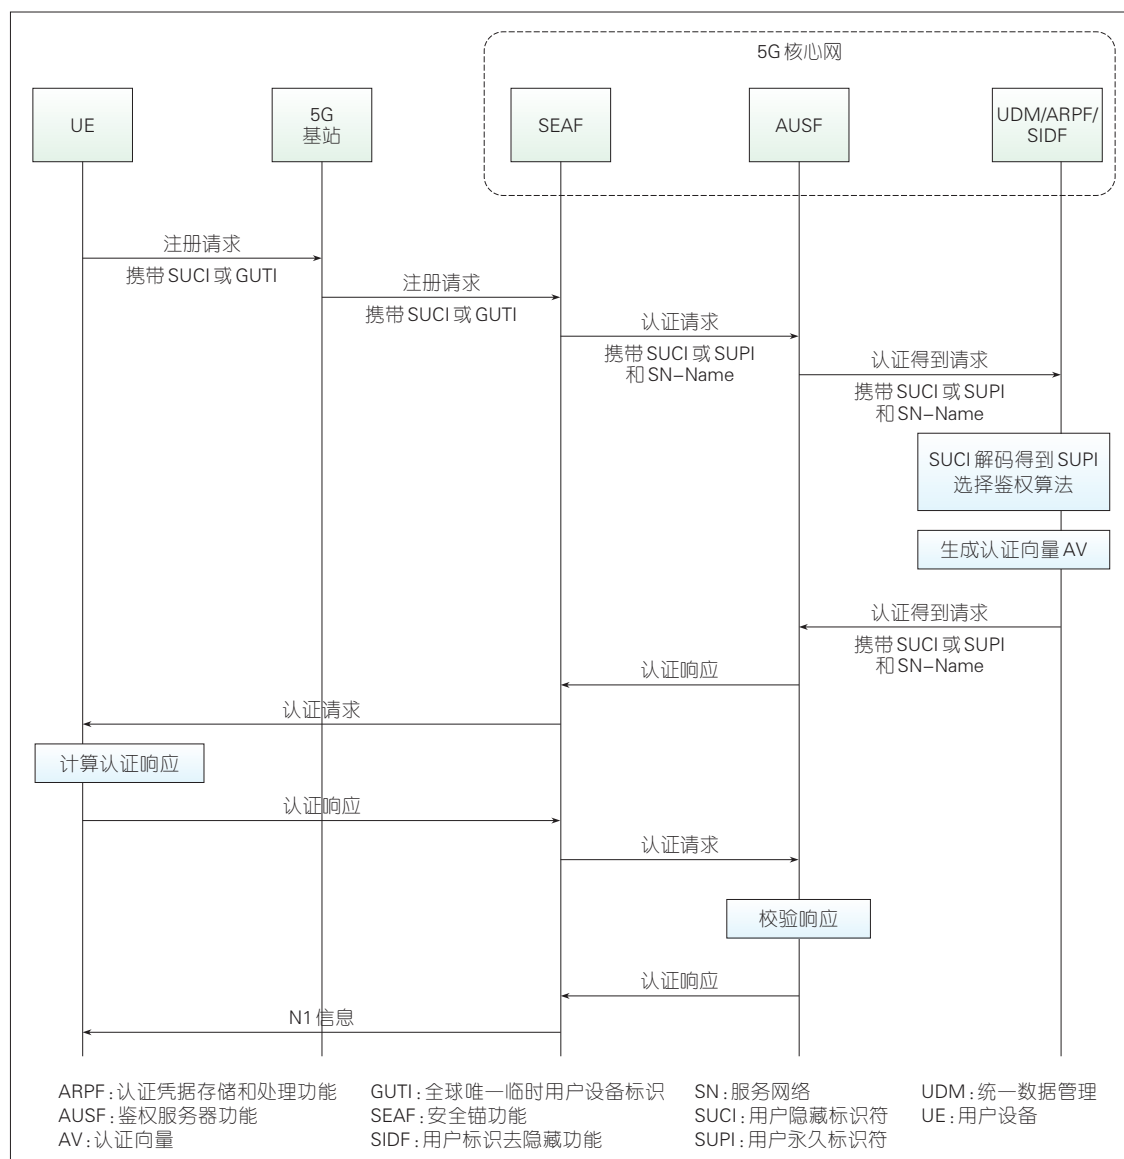 5G 核心网
UE
5G
基站
SEAF
AUSF
UDM/ARPF/
SIDF
注册请求
携带 SUCI 或 GUTI
注册请求
携带 SUCI 或 GUTI
认证请求
携带 SUCI 或 SUPI
和 SN–Name
认证得到请求
携带 SUCI 或 SUPI
和 SN–Name
SUCI 解码得到 SUPI
选择鉴权算法
生成认证向量 AV
认证得到请求
携带 SUCI 或 SUPI
和 SN–Name
认证响应
认证请求
计算认证响应
认证响应
认证请求
校验响应
认证响应
N1 信息
ARPF:认证凭据存储和处理功能
AUSF:鉴权服务器功能
AV:认证向量
GUTI:全球唯一临时用户设备标识
SEAF:安全锚功能
SIDF:用户标识去隐藏功能
SN:服务网络
SUCI:用户隐藏标识符
SUPI:用户永久标识符
UDM:统一数据管理
UE:用户设备